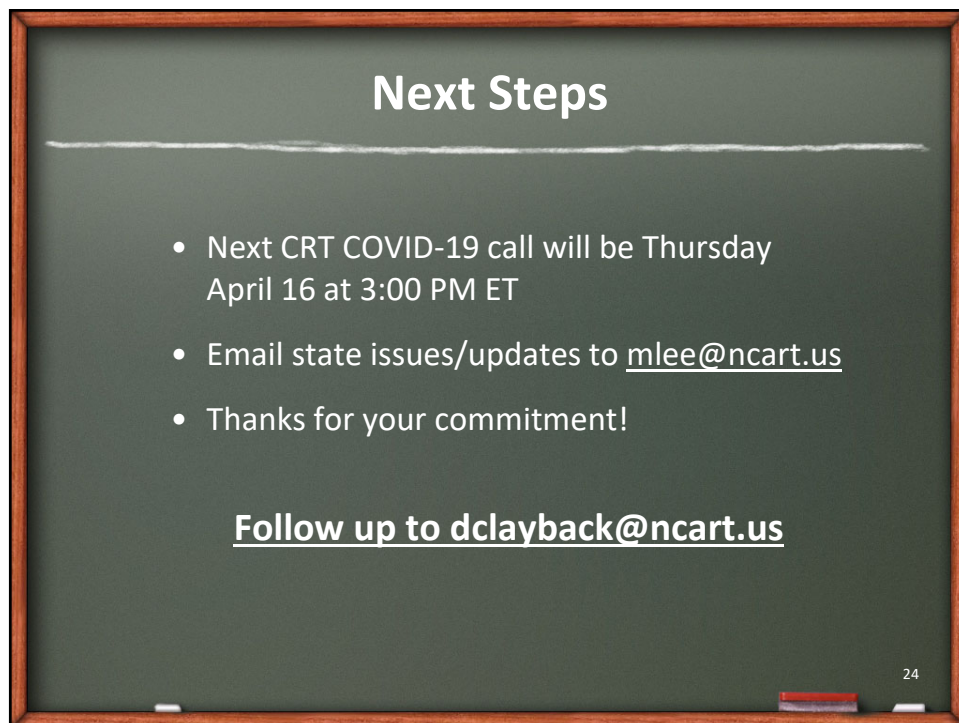 Next Steps
• Next CRT COVID-19 call will be Thursday
April 16 at 3:00 PM ET
• Email state issues/updates to mlee@ncart.us
• Thanks for your commitment!
Follow up to dclayback@ncart.us
24